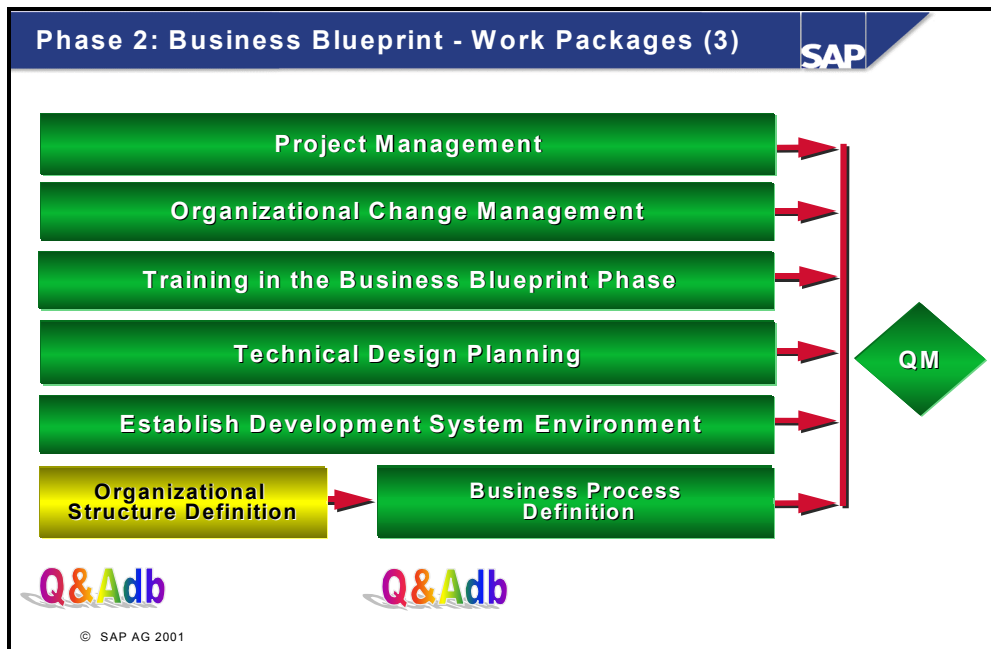 Phase 2: Business Blueprint - Work Packages (3)
SAP
Project Management
Organizational Change Management
Training in the Business Blueprint Phase
Technical Design Planning
QM
Establish Development System Environment
Organizational
Structure Definition
Business Process
Definition
Q&Adb
Q&Adb
© SAP AG 2001